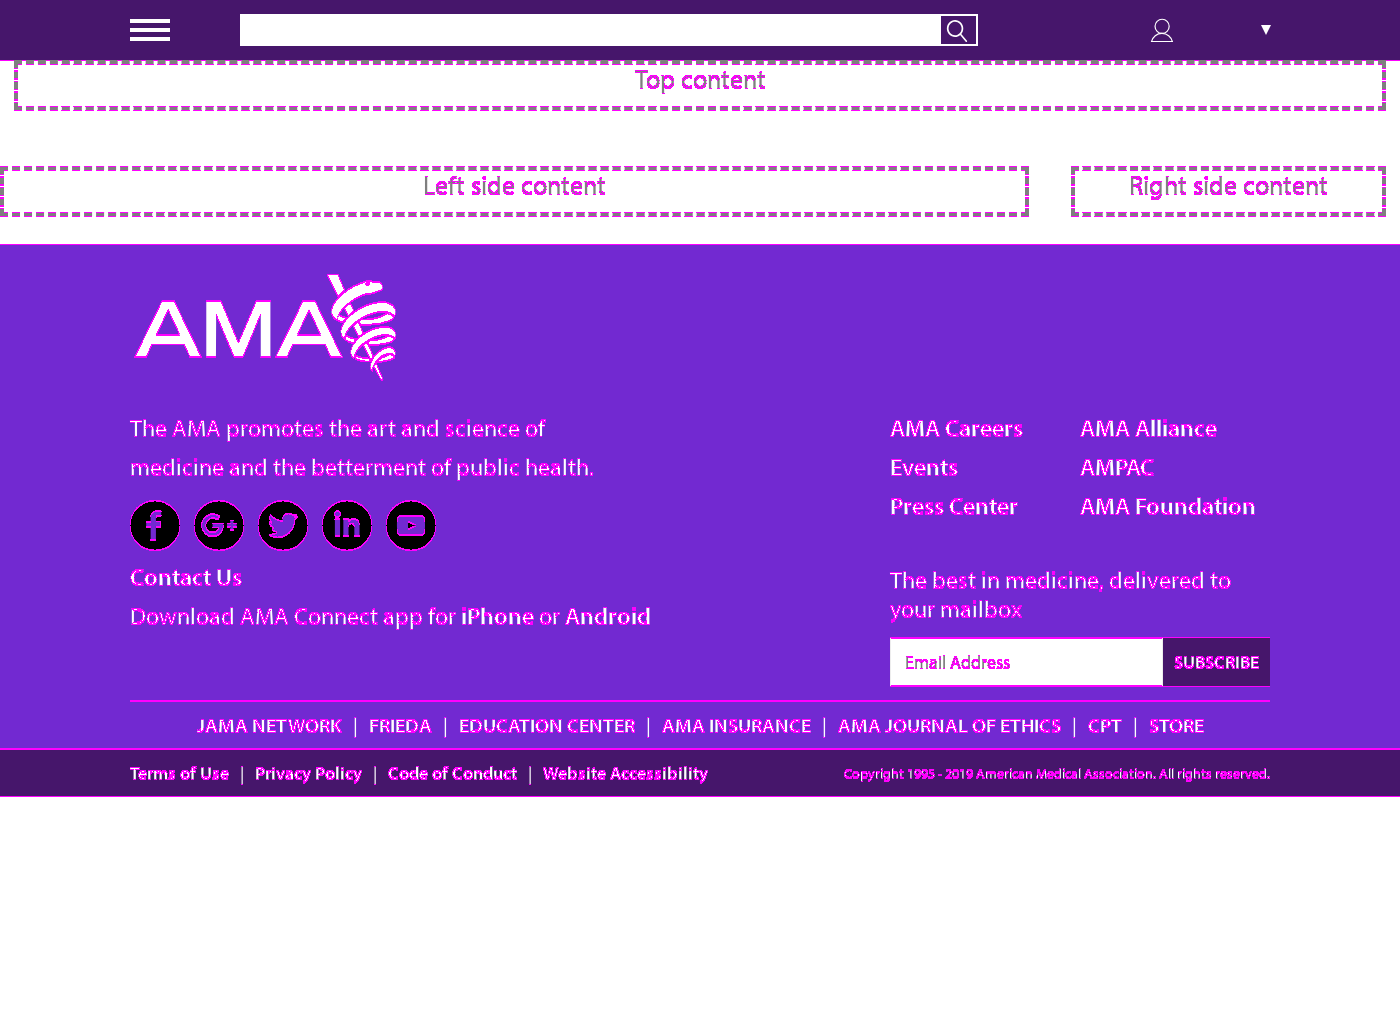 Top content
Left side content
Right side content
AMA
The AMA promotes the art and science of
medicine and the betterment of public health.
Contact Us
Download AMA Connect app for iPhone or Android
AMA Careers
Events
Press Center
AMA Alliance
AMPAC
AMA Foundation
The best in medicine, delivered to
your mailbox
Email Address
SUBSCRIBE
JAMA NETWORK | FRIEDA | EDUCATION CENTER | AMA INSURANCE | AMA JOURNAL OF ETHICS | CPT | STORE
Terms of Use | Privacy Policy | Code of Conduct | Website Accessibility
Copyright 1995 - 2019 American Medical Association. All rights reserved.